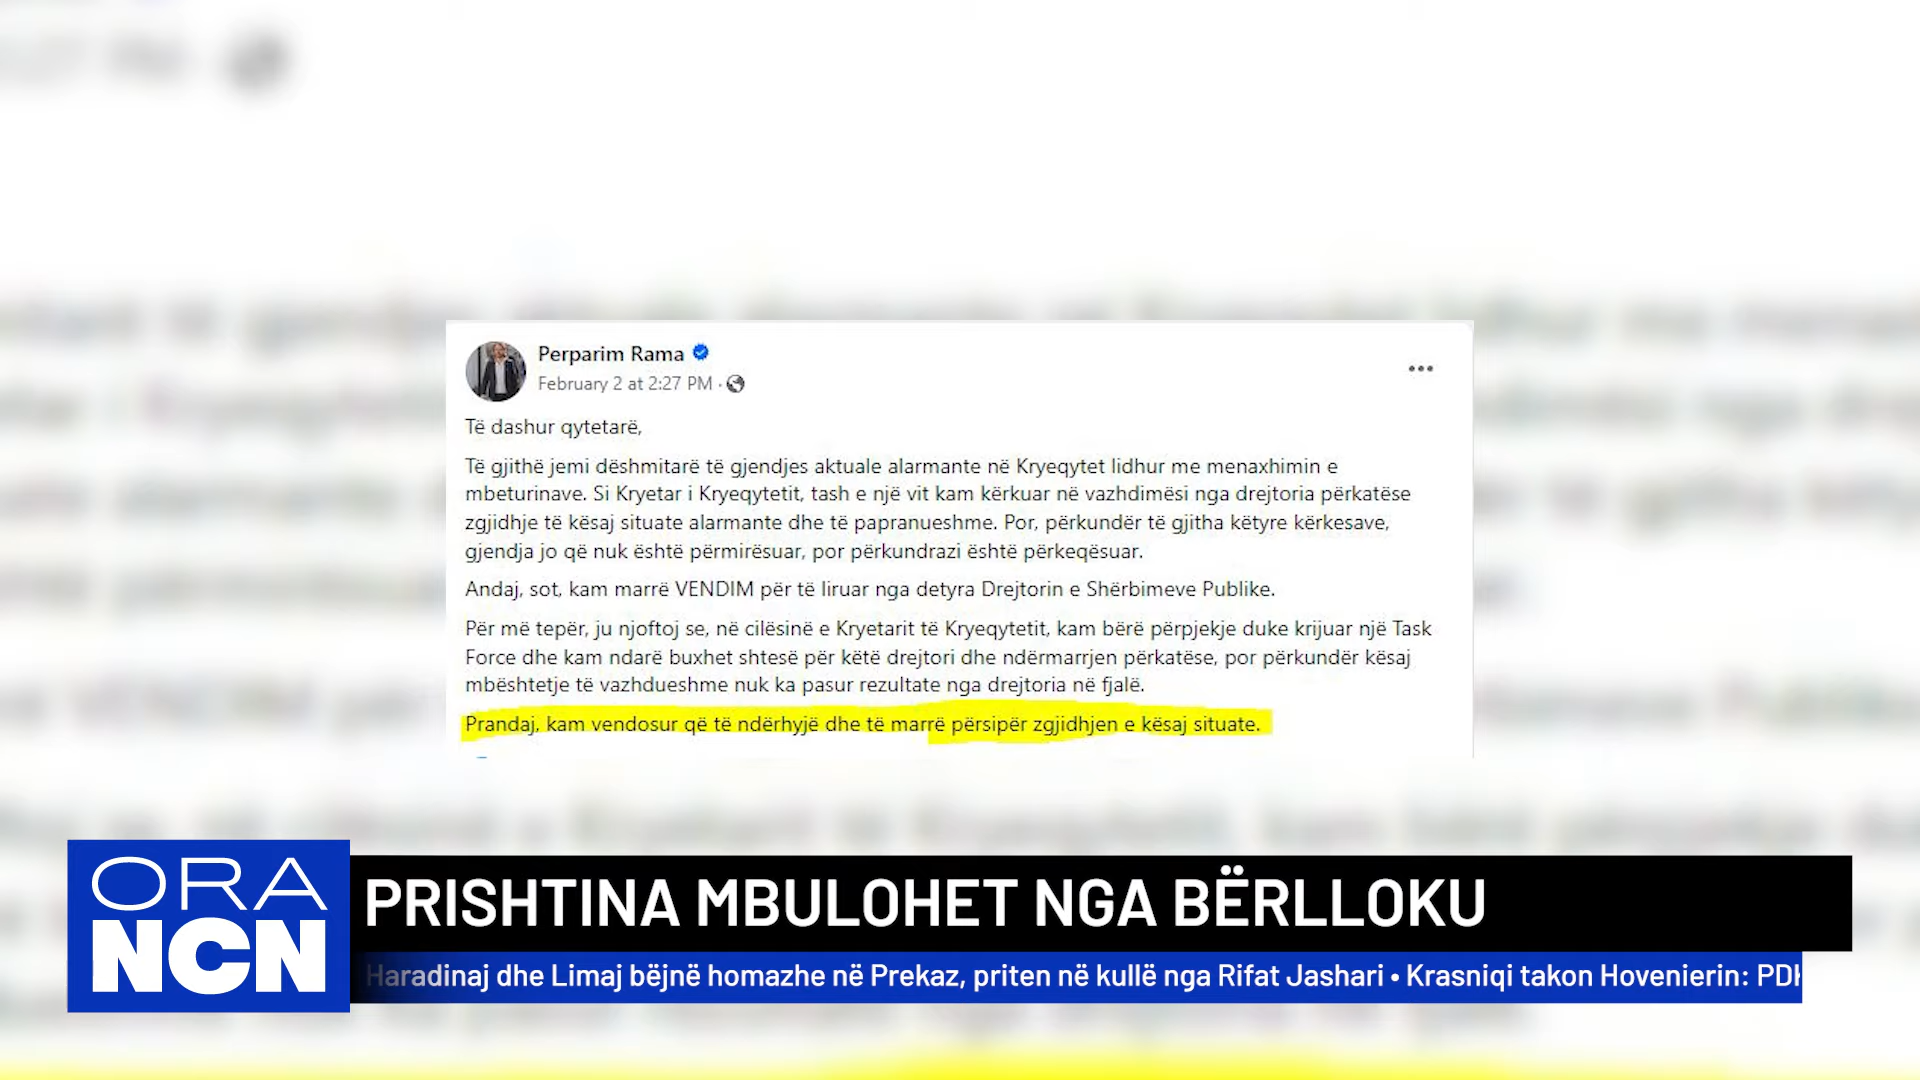 Perparim Rama
February 2 at 2:27 PM ·
Të dashur qytetarë,
Të gjithë jemi dëshmitarë të gjendjes aktuale alarmante në Kryeqytet lidhur me menaxhimin e
mbeturinave. Si Kryetar i Kryeqytetit, tash e një vit kam kërkuar në vazhdimësi nga drejtoria përkatëse
zgjidhje të kësaj situate alarmante dhe të papranueshme. Por, përkundër të gjitha këtyre kërkesave,
gjendja jo që nuk është përmirësuar, por përkundrazi është përkeqësuar.
Andaj, sot, kam marrë VENDIM për të liruar nga detyra Drejtorin e Shërbimeve Publike.
Për më tepër, ju njoftoj se, në cilësinë e Kryetarit të Kryeqytetit, kam bërë përpjekje duke krijuar një Task
Force dhe kam ndarë buxhet shtesë për këtë drejtori dhe ndërmarrjen përkatëse, por përkundër kësaj
mbështetje të vazhdueshme nuk ka pasur rezultate nga drejtoria në fjalë.
Prandaj, kam vendosur që të ndërhyjë dhe të marrë përsipër zgjidhjen e kësaj situate.
ORA
NCN
PRISHTINA MBULOHET NGA BËRLLOKU
Haradinaj dhe Limaj bëjnë homazhe në Prekaz, priten në kullë nga Rifat Jashari • Krasniqi takon Hovenierin: